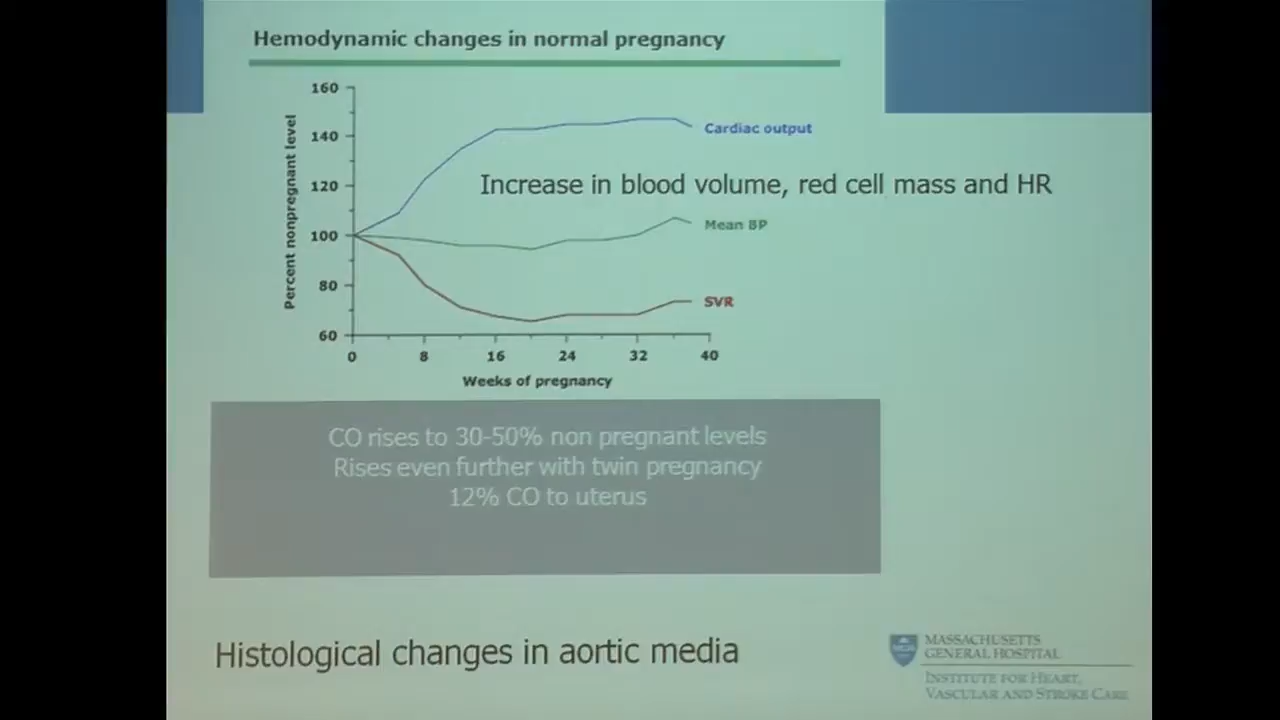 Hemodynamic changes in normal pregnancy
160
140
120
100
80
60
Percent nonpregnant level
Cardiac output
Increase in blood volume, red cell mass and HR
Mean BP
SVR
0 8 16 24 32 40
Weeks of pregnancy
CO rises to 30-50% non pregnant levels
Rises even further with twin pregnancy
12% CO to uterus
Histological changes in aortic media
MASSACHUSETTS
GENERAL HOSPITAL
INSTITUTE FOR HEART,
VASCULAR AND STROKE CARE